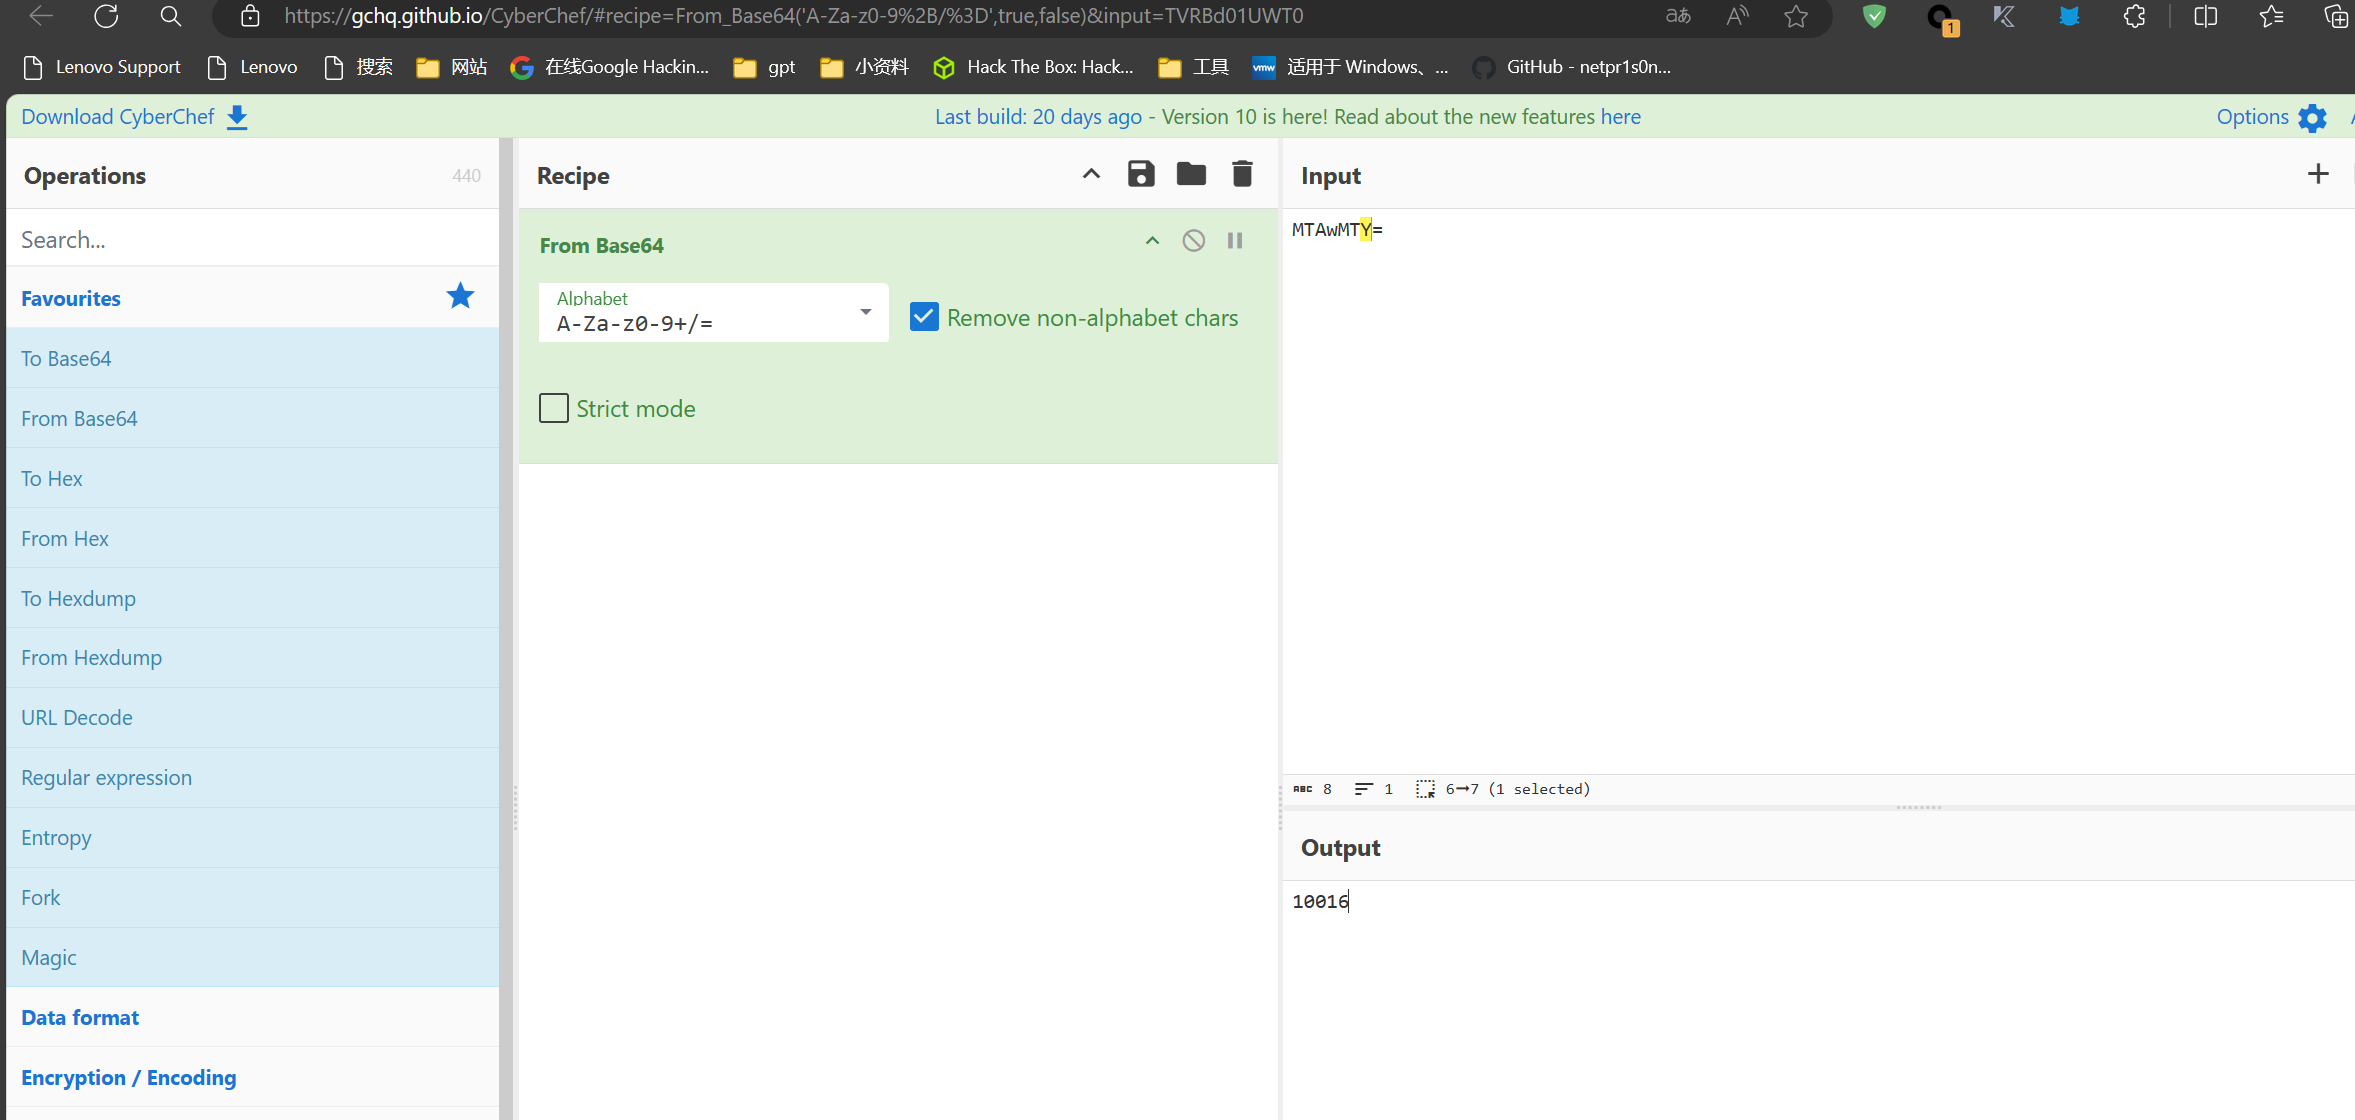 https://gchq.github.io/CyberChef/#recipe=From_Base64('A-Za-z0-9%2B/%3D',true,false)&input=TVRBd01UWT0
aあ
A
1
Lenovo Support
Lenovo
搜索
网站
在线Google Hackin...
gpt
小资料
Hack The Box: Hack...
工具
vmw
适用于 Windows、...
GitHub - netpr1s0n...
Download CyberChef
Last build: 20 days ago - Version 10 is here! Read about the new features here
Options
Operations
440
Search...
Favourites
To Base64
From Base64
To Hex
From Hex
To Hexdump
From Hexdump
URL Decode
Regular expression
Entropy
Fork
Magic
Data format
Encryption / Encoding
Recipe
From Base64
Alphabet
A-Za-z0-9+/=
Remove non-alphabet chars
Strict mode
Input
MTAwMTY=
ABC 8
1
6→7 (1 selected)
Output
10016